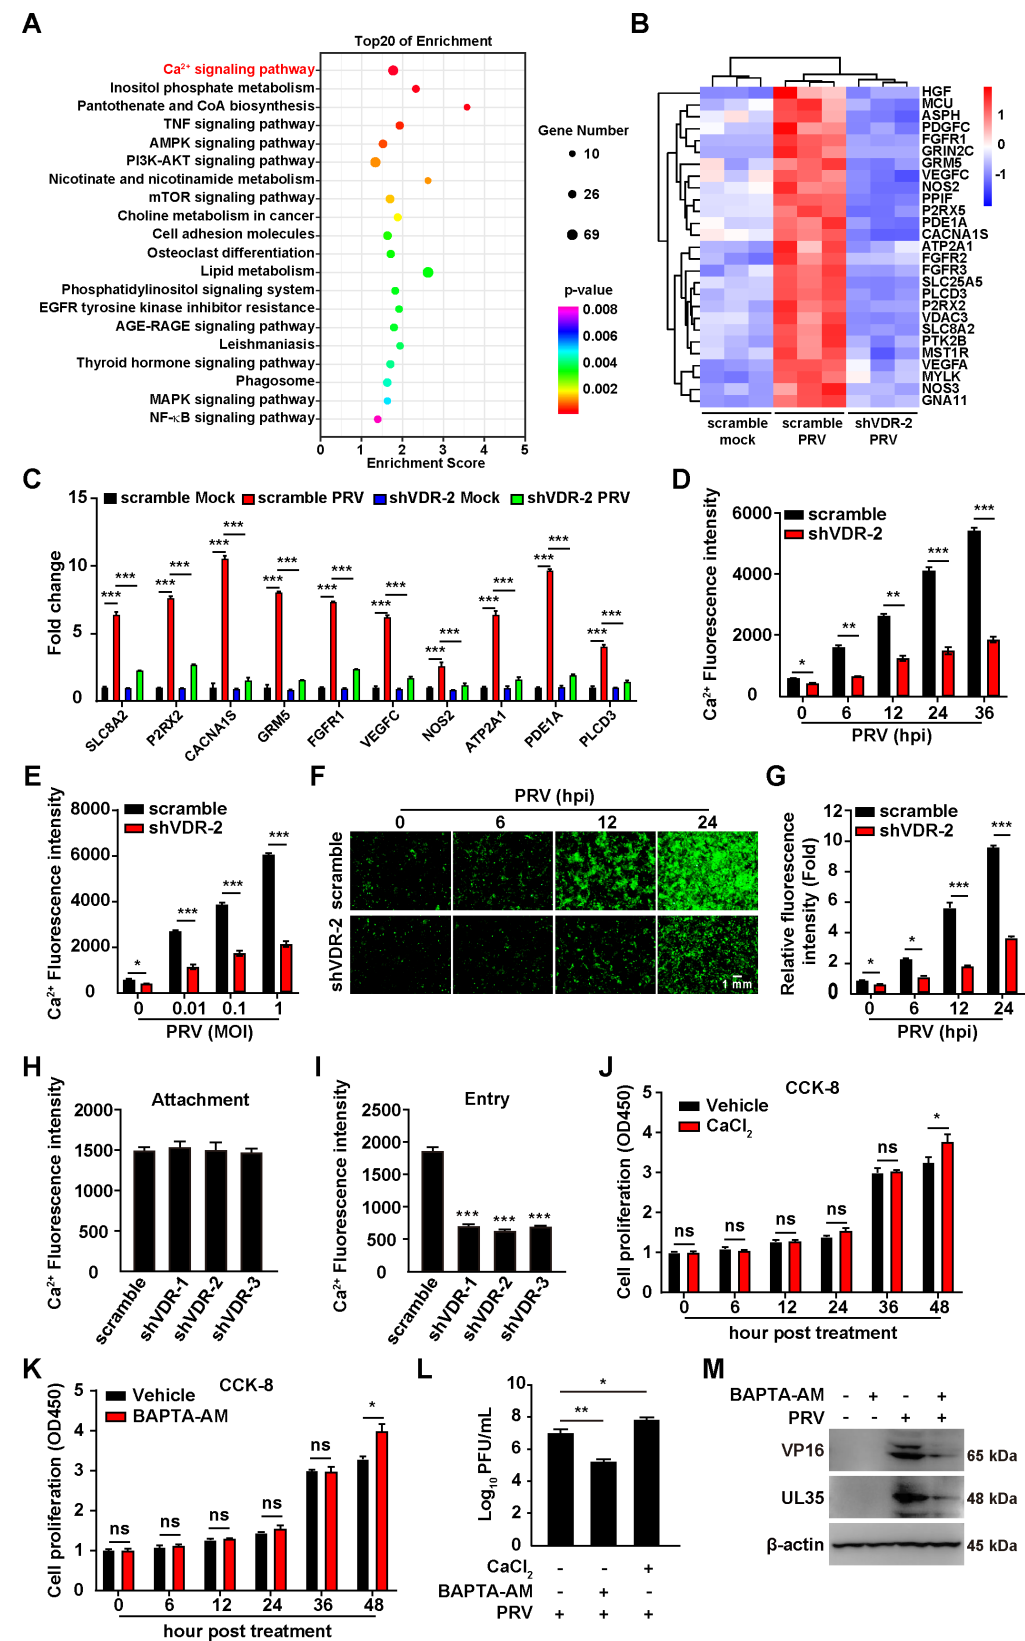 A
Top20 of Enrichment
Ca²⁺ signaling pathway
Inositol phosphate metabolism
Pantothenate and CoA biosynthesis
TNF signaling pathway
AMPK signaling pathway
PI3K-AKT signaling pathway
Nicotinate and nicotinamide metabolism
mTOR signaling pathway
Choline metabolism in cancer
Cell adhesion molecules
Osteoclast differentiation
Lipid metabolism
Phosphatidylinositol signaling system
EGFR tyrosine kinase inhibitor resistance
AGE-RAGE signaling pathway
Leishmaniasis
Thyroid hormone signaling pathway
Phagosome
MAPK signaling pathway
NF-κB signaling pathway
0 1 2 3 4 5
Enrichment Score
Gene Number
10
26
69
p-value
0.008
0.006
0.004
0.002
B
HGF
MCU
ASPH
PDGFC
FGFR1
GRIN2C
GRM5
VEGFC
NOS2
PPIF
P2RX5
PDE1A
CACNA1S
ATP2A1
FGFR2
FGFR3
SLC25A5
PLCD3
P2RX2
VDAC3
SLC8A2
PTK2B
MST1R
VEGFA
MYLK
NOS3
GNA11
1
0
-1
scramble mock
scramble PRV
shVDR-2 PRV
C
scramble Mock scramble PRV shVDR-2 Mock shVDR-2 PRV
Fold change
15
10
5
0
*** *** *** *** *** *** *** *** *** ***
*** *** *** *** *** *** *** *** *** ***
SLC8A2 P2RX2 CACNA1S GRM5 FGFR1 VEGFC NOS2 ATP2A1 PDE1A PLCD3
D
Ca²⁺ Fluorescence intensity
6000
4000
2000
0
scramble
shVDR-2
* ** ** *** ***
0 6 12 24 36
PRV (hpi)
E
Ca²⁺ Fluorescence intensity
8000
6000
4000
2000
0
scramble
shVDR-2
* *** *** ***
0 0.01 0.1 1
PRV (MOI)
F
PRV (hpi)
0 6 12 24
scramble
shVDR-2
1 mm
G
Relative fluorescence
intensity (Fold)
12
10
8
6
4
2
0
scramble
shVDR-2
* * *** ***
0 6 12 24
PRV (hpi)
H
Attachment
Ca²⁺ Fluorescence intensity
2000
1500
1000
500
0
scramble shVDR-1 shVDR-2 shVDR-3
I
Entry
Ca²⁺ Fluorescence intensity
2500
2000
1500
1000
500
0
*** *** ***
scramble shVDR-1 shVDR-2 shVDR-3
J
CCK-8
Cell proliferation (OD450)
5
4
3
2
1
0
Vehicle
CaCl₂
ns ns ns ns ns *
0 6 12 24 36 48
hour post treatment
K
CCK-8
Cell proliferation (OD450)
5
4
3
2
1
0
Vehicle
BAPTA-AM
ns ns ns ns ns *
0 6 12 24 36 48
hour post treatment
L
Log₁₀ PFU/mL
10
8
6
4
2
0
*
**
CaCl₂ - - +
BAPTA-AM - + -
PRV + + +
M
BAPTA-AM - + - +
PRV - - + +
VP16 65 kDa
UL35 48 kDa
β-actin 45 kDa